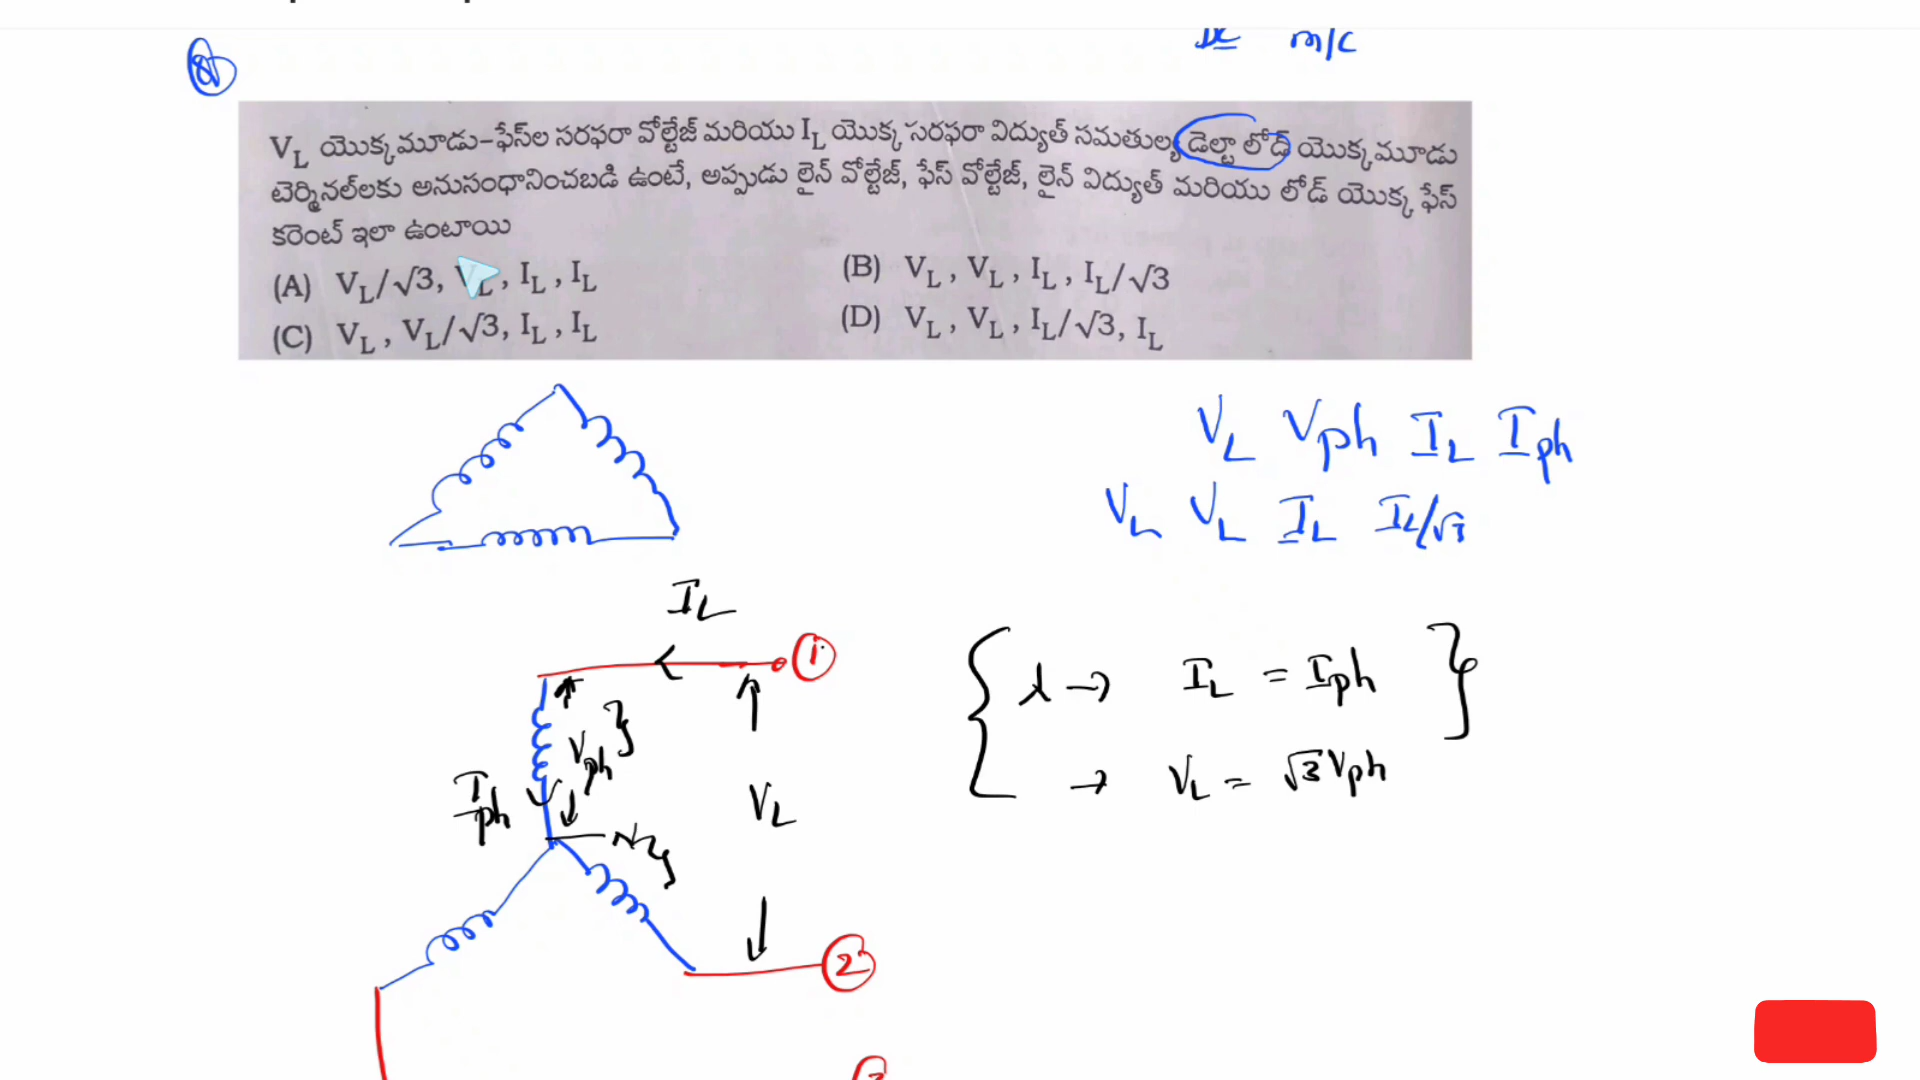 DC m/c
8
V_L యొక్క మూడు-ఫేస్‌ల సరఫరా వోల్టేజ్ మరియు I_L యొక్క సరఫరా విద్యుత్ సమతుల్య డెల్టా లోడ్ యొక్క మూడు
టెర్మినల్‌లకు అనుసంధానించబడి ఉంటే, అప్పుడు లైన్ వోల్టేజ్, ఫేస్ వోల్టేజ్, లైన్ విద్యుత్ మరియు లోడ్ యొక్క ఫేస్
కరెంట్ ఇలా ఉంటాయి
(A) V_L/√3, V_L, I_L, I_L (B) V_L, V_L, I_L, I_L/√3
(C) V_L, V_L/√3, I_L, I_L (D) V_L, V_L, I_L/√3, I_L
V_L V_ph I_L I_ph
V_L V_L I_L I_L/√3
I_L
1
⅄ → I_L = I_ph
V_ph
→ V_L = √3 V_ph
I_ph
V_L
2